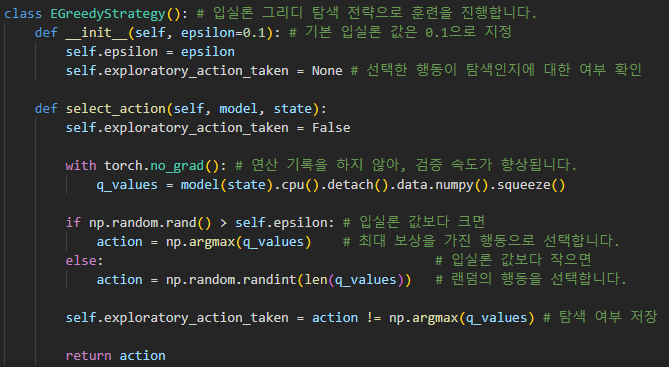 class EGreedyStrategy(): # 입실론 그리디 탐색 전략으로 훈련을 진행합니다.
    def __init__(self, epsilon=0.1): # 기본 입실론 값은 0.1으로 지정
        self.epsilon = epsilon
        self.exploratory_action_taken = None # 선택한 행동이 탐색인지에 대한 여부 확인

    def select_action(self, model, state):
        self.exploratory_action_taken = False

        with torch.no_grad(): # 연산 기록을 하지 않아, 검증 속도가 향상됩니다.
            q_values = model(state).cpu().detach().data.numpy().squeeze()

        if np.random.rand() > self.epsilon: # 입실론 값보다 크면
            action = np.argmax(q_values)    # 최대 보상을 가진 행동으로 선택합니다.
        else:                                       # 입실론 값보다 작으면
            action = np.random.randint(len(q_values))   # 랜덤의 행동을 선택합니다.

        self.exploratory_action_taken = action != np.argmax(q_values) # 탐색 여부 저장

        return action